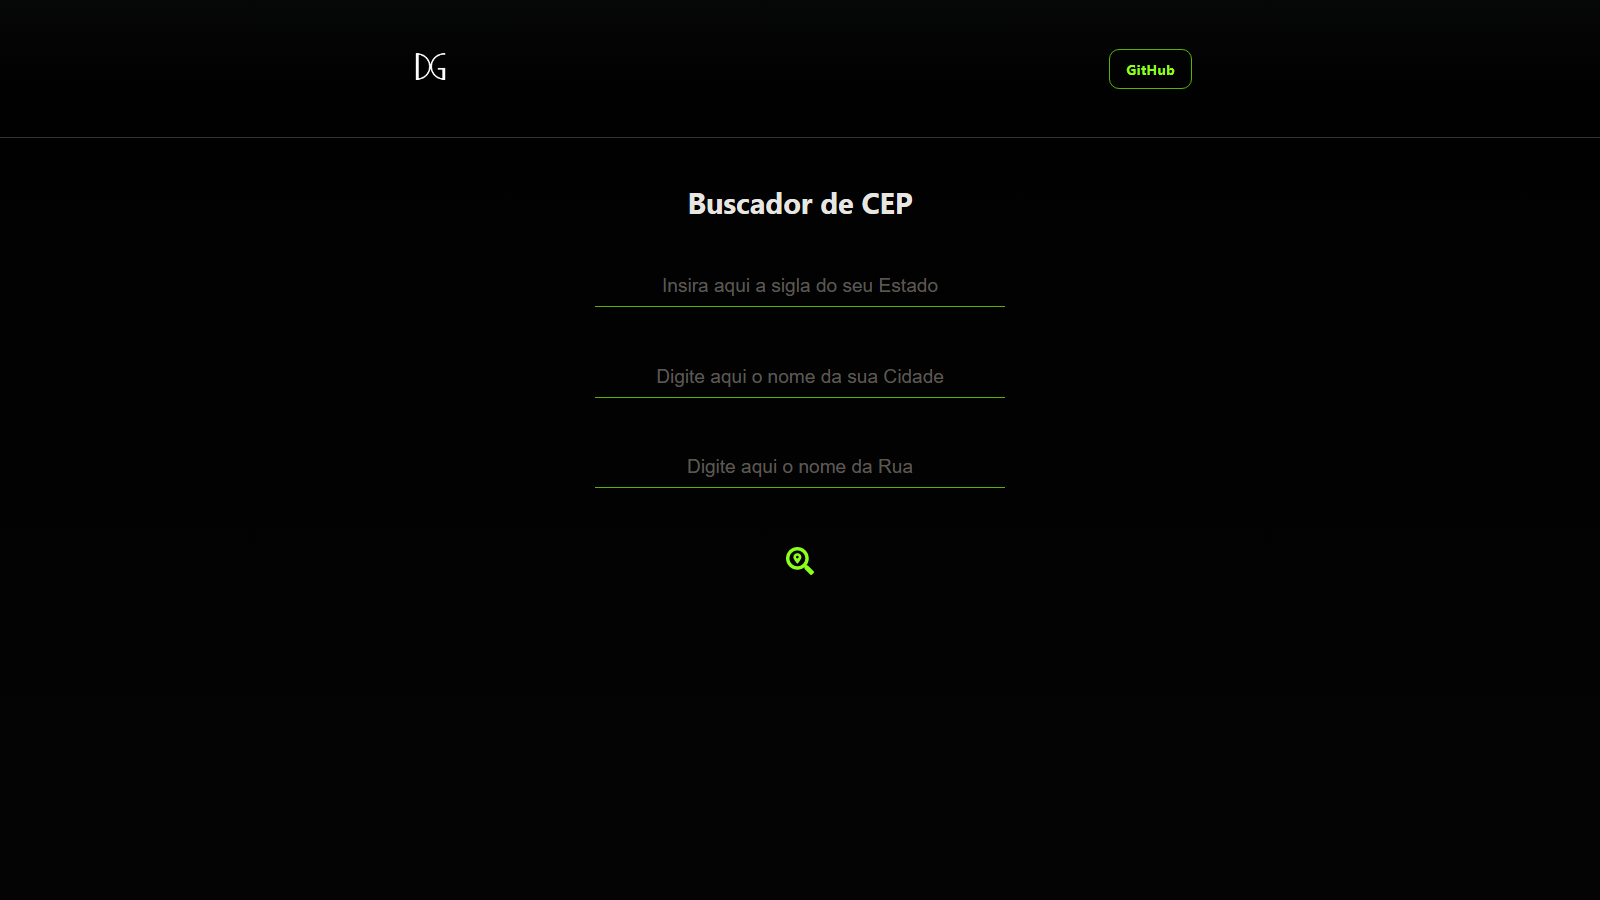 DG
GitHub
Buscador de CEP
Insira aqui a sigla do seu Estado
Digite aqui o nome da sua Cidade
Digite aqui o nome da Rua